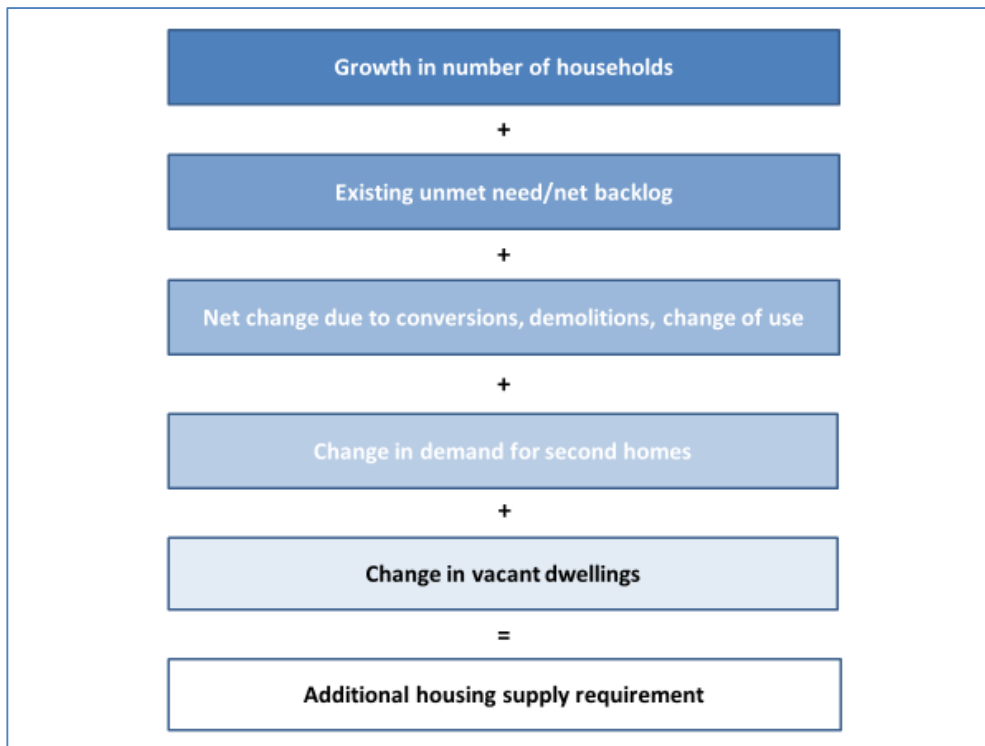 Growth in number of households
+
Existing unmet need/net backlog
+
Net change due to conversions, demolitions, change of use
+
Change in demand for second homes
+
Change in vacant dwellings
=
Additional housing supply requirement